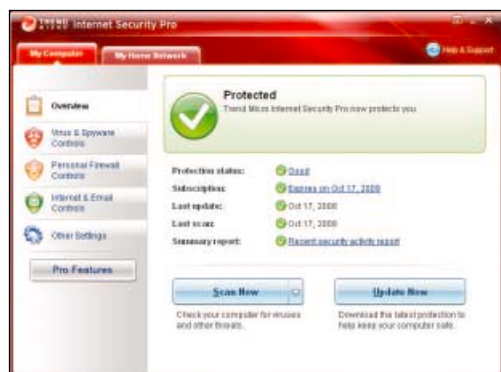 TREND MICRO Internet Security Pro
My Computer
My Home Network
Help & Support
Overview
Virus & Spyware
Controls
Personal Firewall
Controls
Internet & Email
Controls
Other Settings
Pro Features
Protected
Trend Micro Internet Security Pro now protects you.
Protection status: Good
Subscription: Expires on Oct 17, 2008
Last update: Oct 17, 2008
Last scan: Oct 17, 2008
Summary report: Recent security activity report
Scan Now
Check your computer for viruses
and other threats.
Update Now
Download the latest protection to
help keep your computer safe.